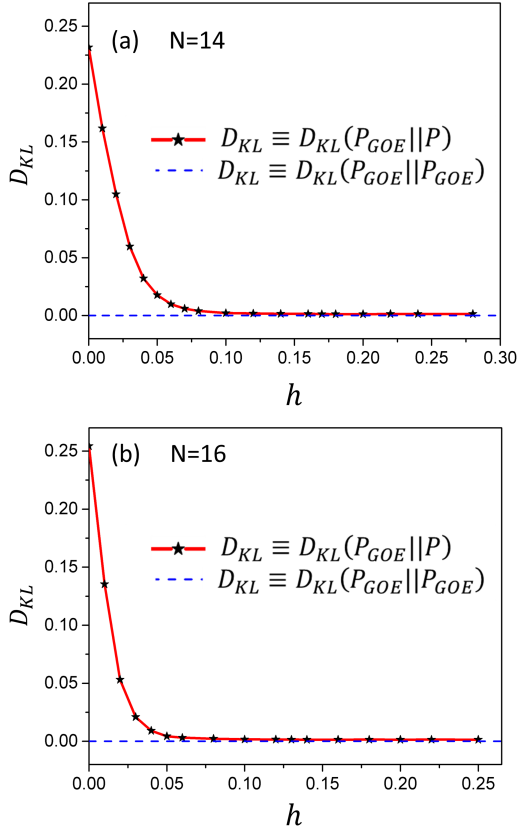 (a) N=14
0.25
0.20
0.15
0.10
0.05
0.00
D_KL
D_KL ≡ D_KL(P_GOE||P)
D_KL ≡ D_KL(P_GOE||P_GOE)
0.00 0.05 0.10 0.15 0.20 0.25 0.30
h
(b) N=16
0.25
0.20
0.15
0.10
0.05
0.00
D_KL
D_KL ≡ D_KL(P_GOE||P)
D_KL ≡ D_KL(P_GOE||P_GOE)
0.00 0.05 0.10 0.15 0.20 0.25
h